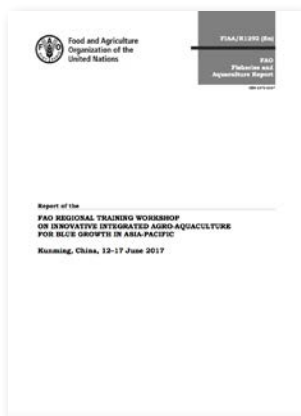 Food and Agriculture
Organization of the
United Nations
FIAA/R1292 (En)
FAO
Fisheries and
Aquaculture Report
Report of the
FAO REGIONAL TRAINING WORKSHOP
ON INNOVATIVE INTEGRATED AGRO-AQUACULTURE
FOR BLUE GROWTH IN ASIA-PACIFIC
Kunming, China, 12–17 June 2017